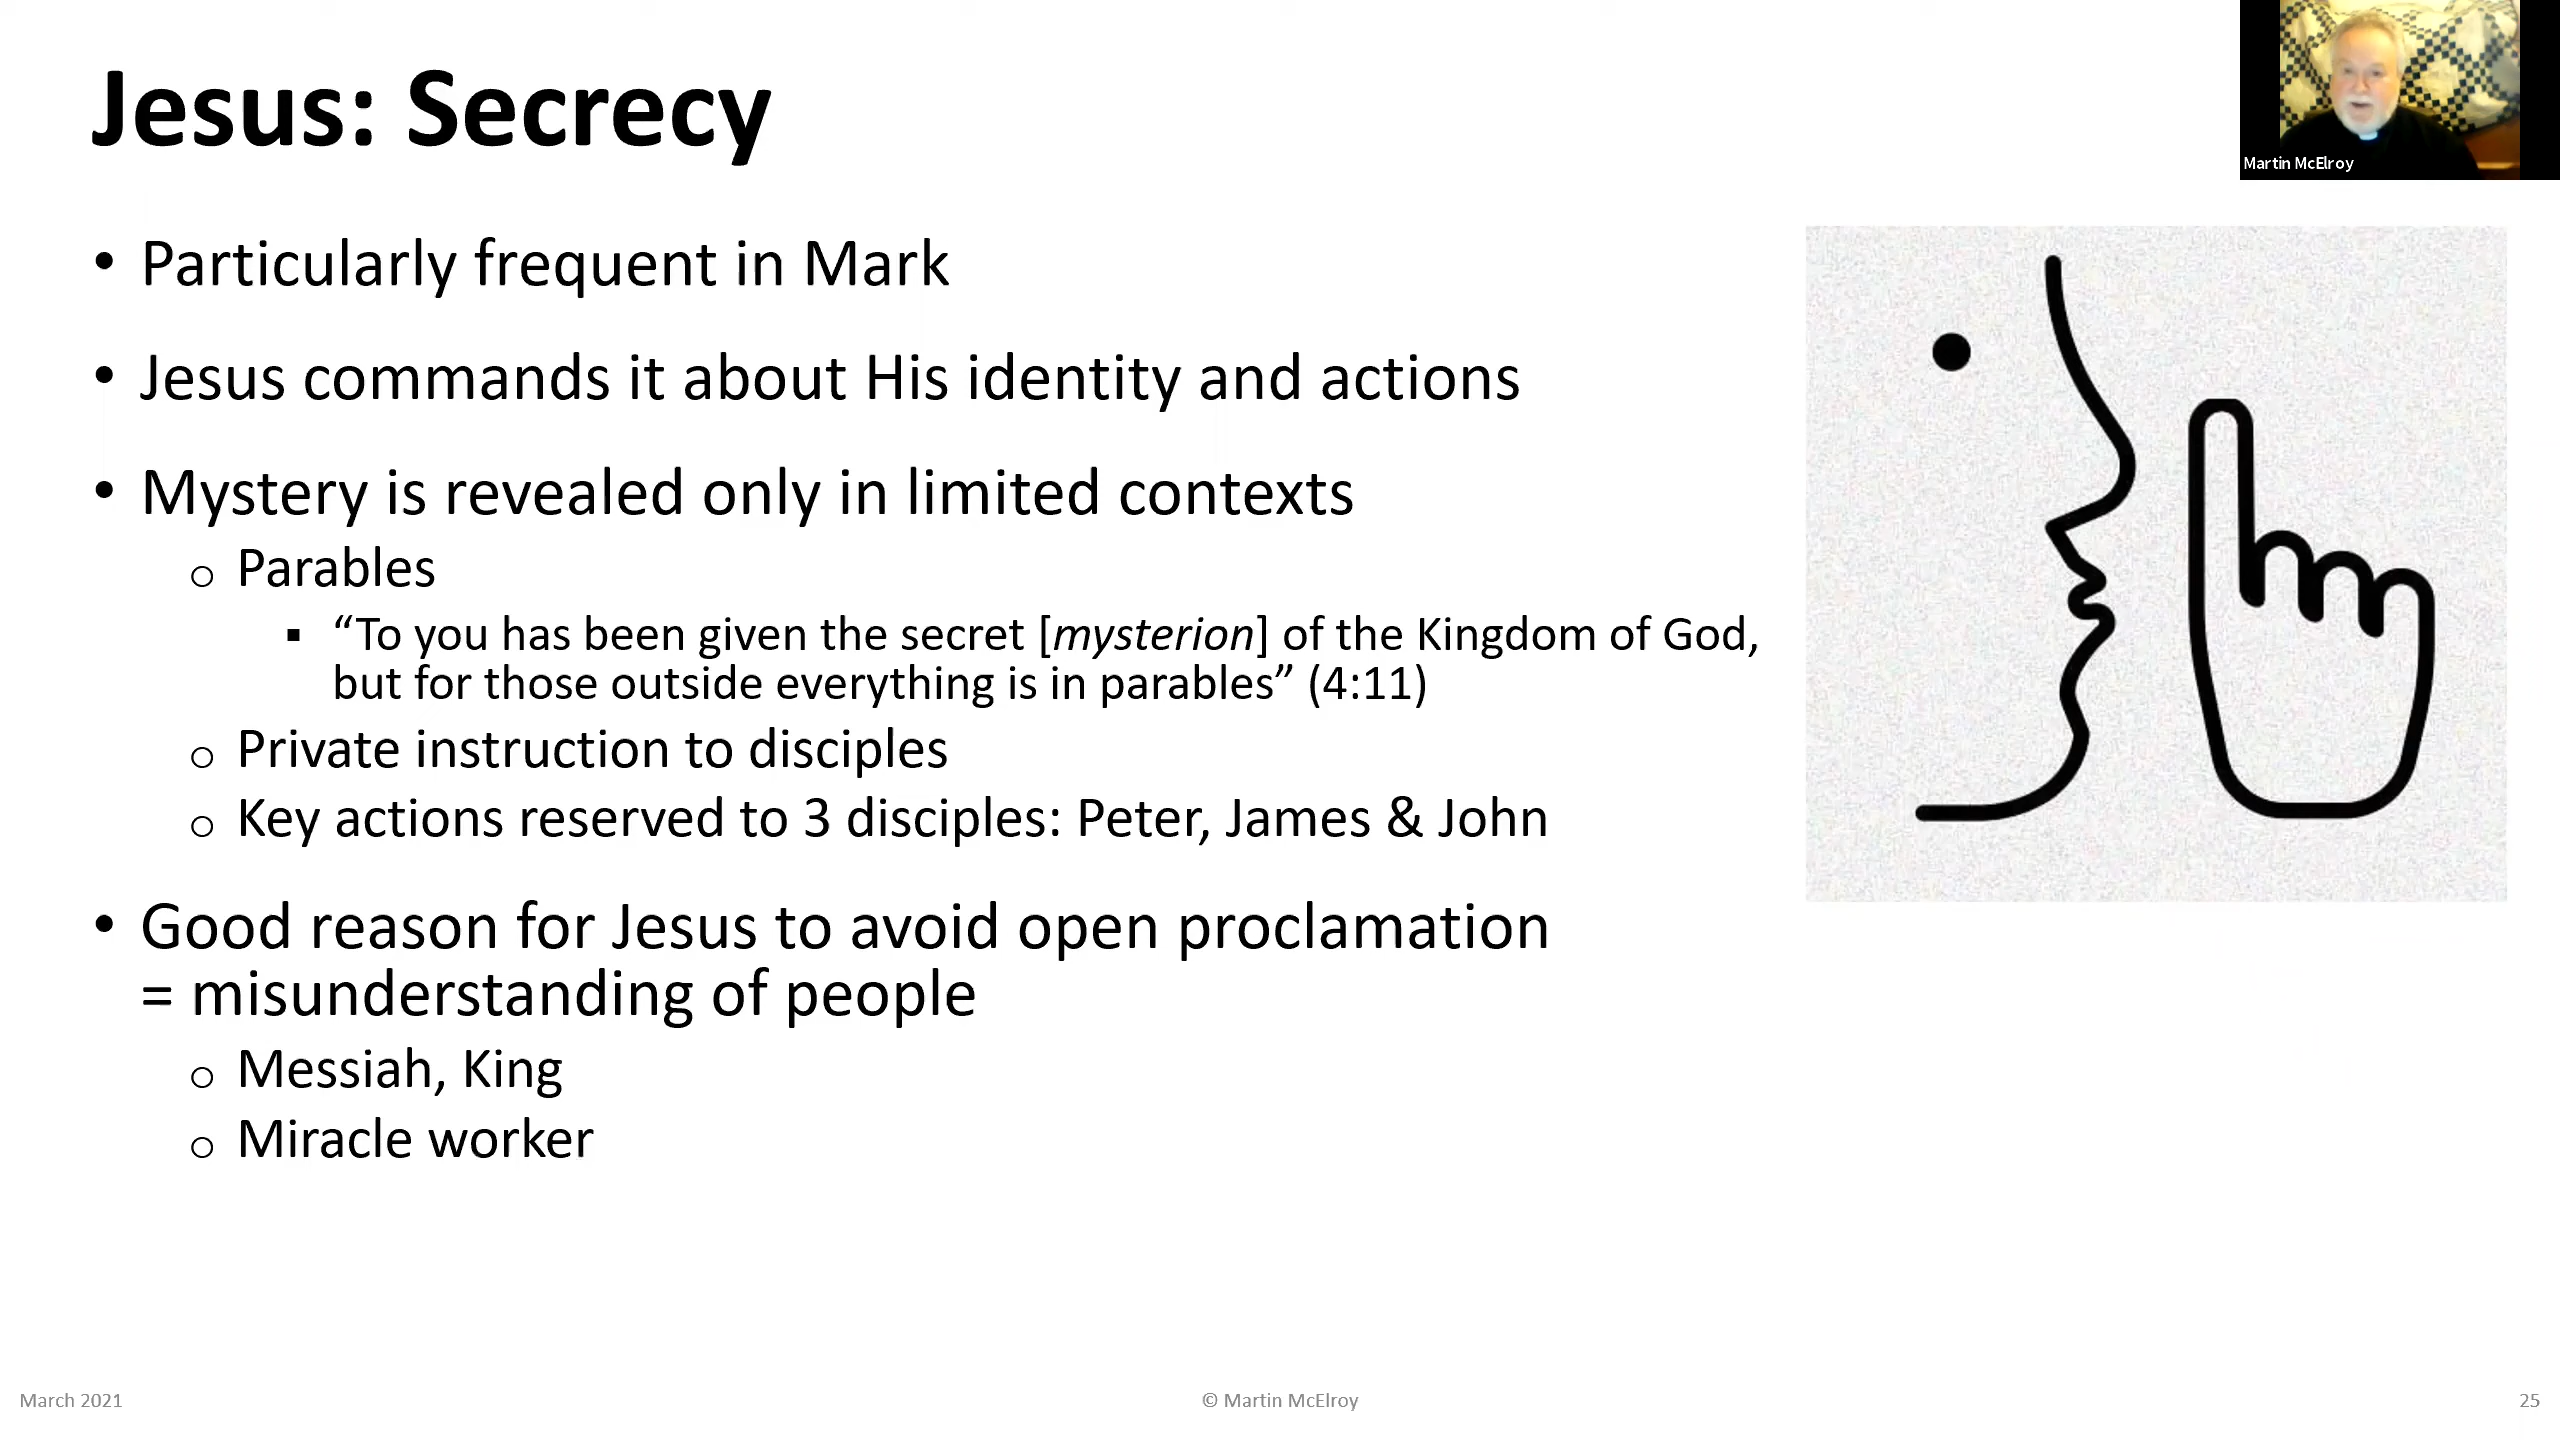 Jesus: Secrecy
Martin McElroy
• Particularly frequent in Mark
• Jesus commands it about His identity and actions
• Mystery is revealed only in limited contexts
o Parables
▪ “To you has been given the secret [mysterion] of the Kingdom of God,
but for those outside everything is in parables” (4:11)
o Private instruction to disciples
o Key actions reserved to 3 disciples: Peter, James & John
• Good reason for Jesus to avoid open proclamation
= misunderstanding of people
o Messiah, King
o Miracle worker
March 2021
© Martin McElroy
25